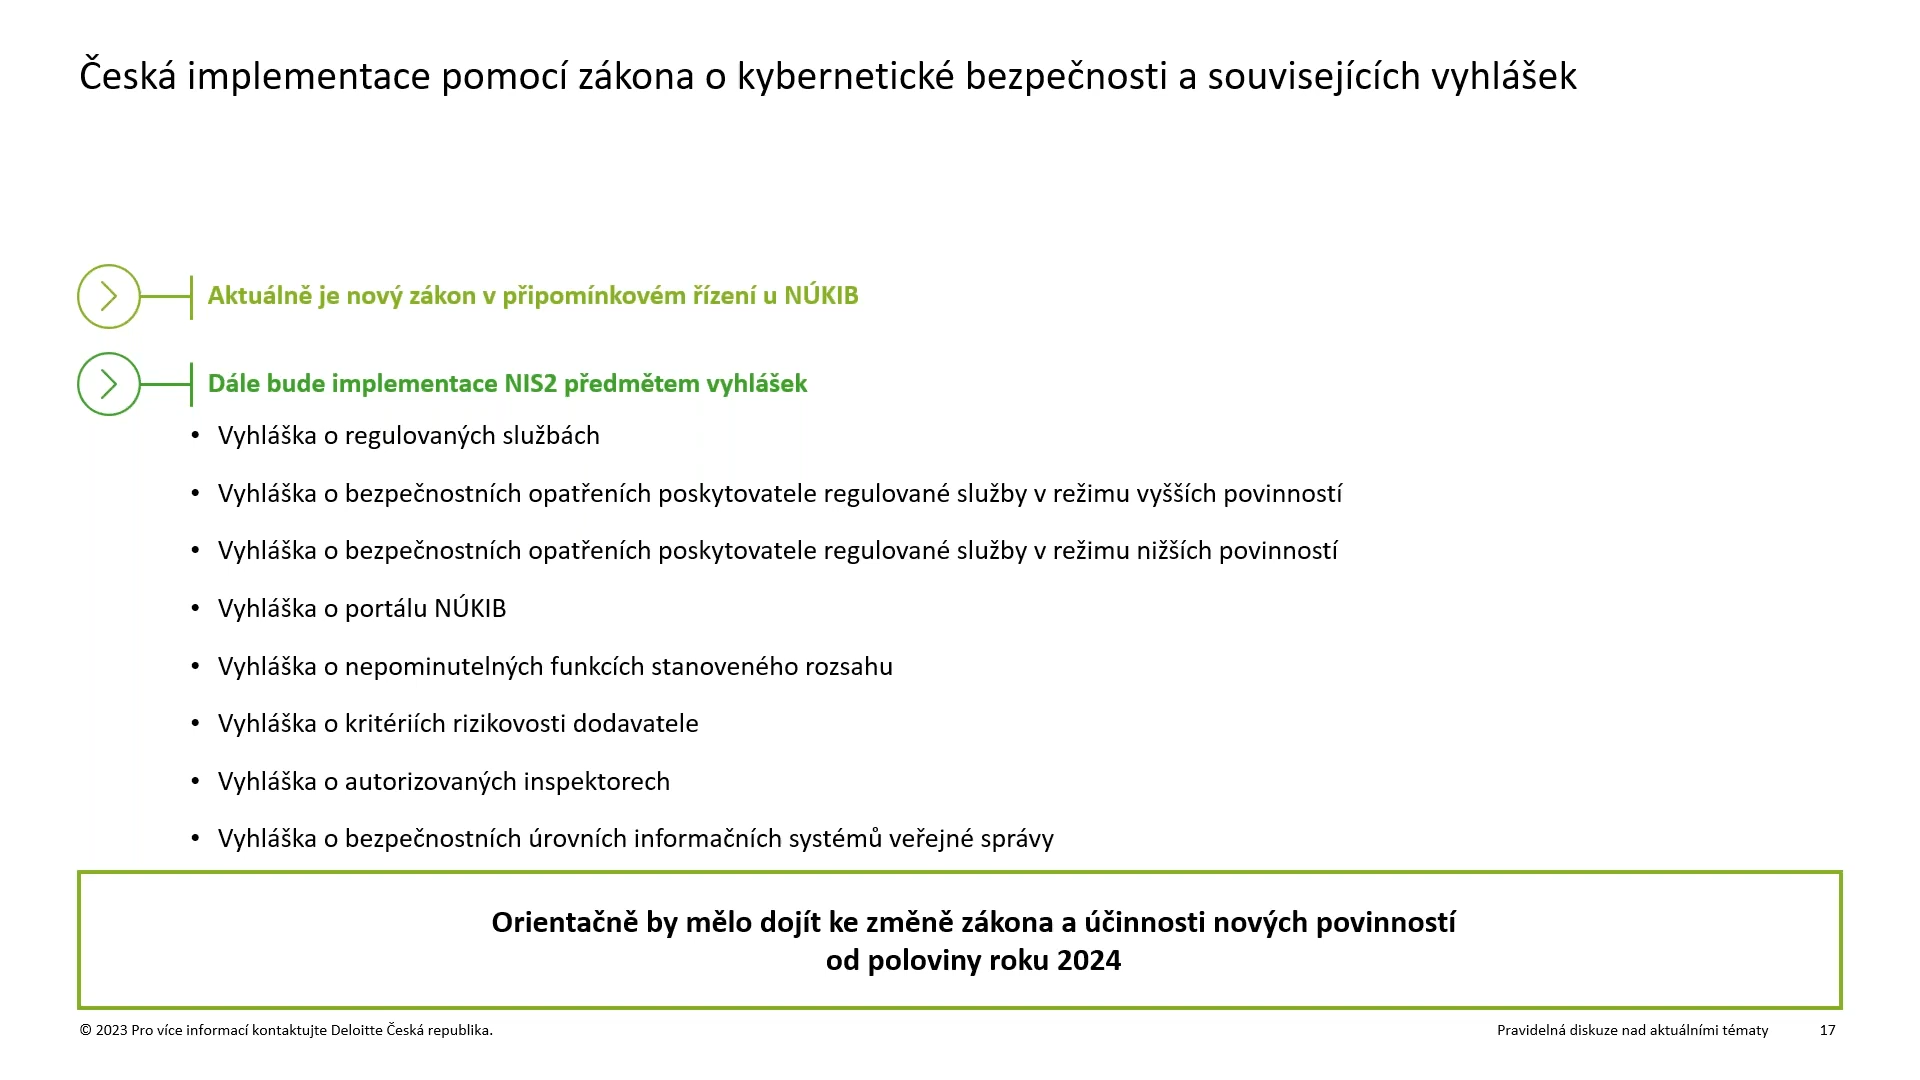 Česká implementace pomocí zákona o kybernetické bezpečnosti a souvisejících vyhlášek
Aktuálně je nový zákon v připomínkovém řízení u NÚKIB
Dále bude implementace NIS2 předmětem vyhlášek
• Vyhláška o regulovaných službách
• Vyhláška o bezpečnostních opatřeních poskytovatele regulované služby v režimu vyšších povinností
• Vyhláška o bezpečnostních opatřeních poskytovatele regulované služby v režimu nižších povinností
• Vyhláška o portálu NÚKIB
• Vyhláška o nepominutelných funkcích stanoveného rozsahu
• Vyhláška o kritériích rizikovosti dodavatele
• Vyhláška o autorizovaných inspektorech
• Vyhláška o bezpečnostních úrovních informačních systémů veřejné správy
Orientačně by mělo dojít ke změně zákona a účinnosti nových povinností
od poloviny roku 2024
© 2023 Pro více informací kontaktujte Deloitte Česká republika.
Pravidelná diskuze nad aktuálními tématy 17